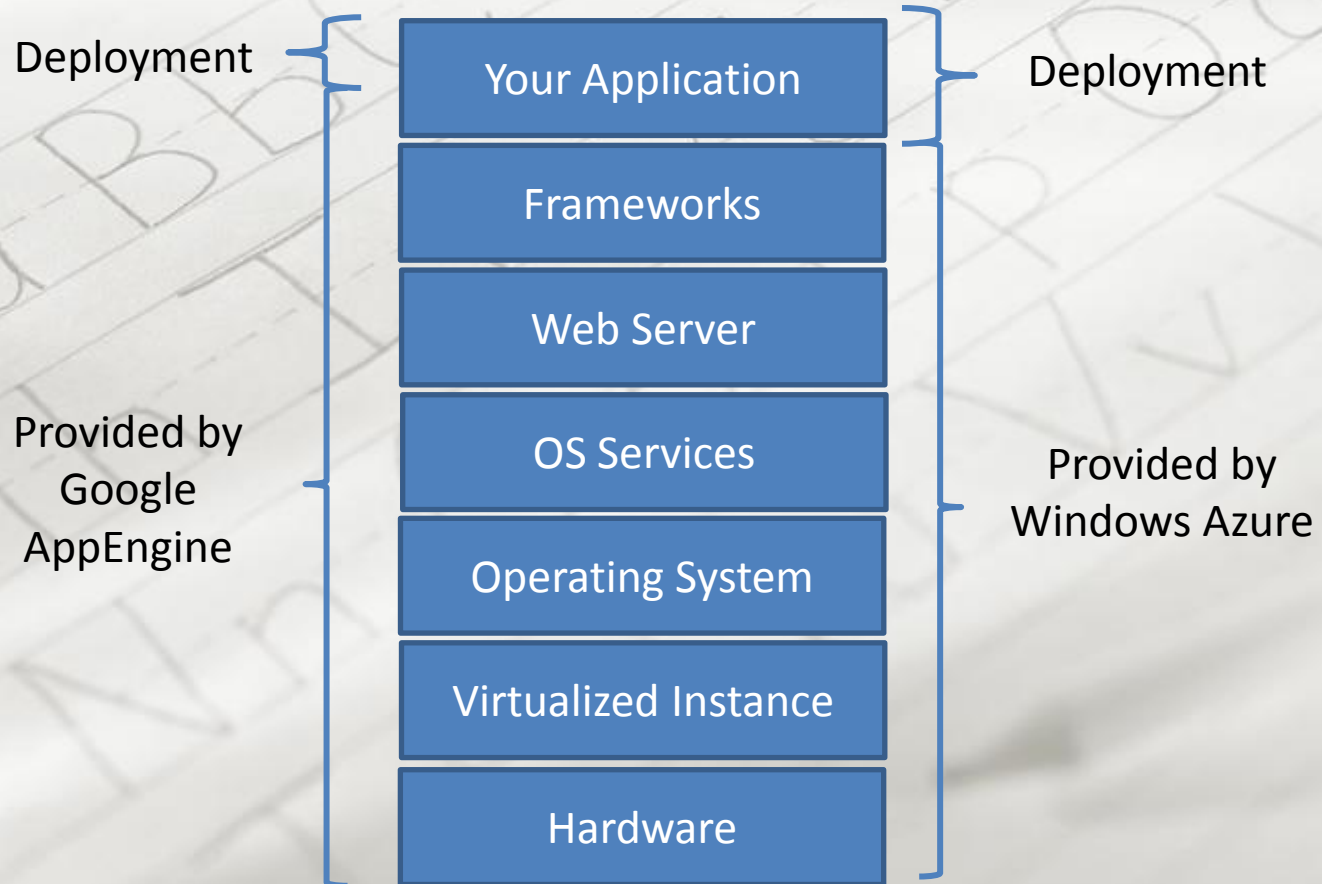 Deployment
Your Application
Deployment
Frameworks
Web Server
Provided by
Google
AppEngine
OS Services
Provided by
Windows Azure
Operating System
Virtualized Instance
Hardware